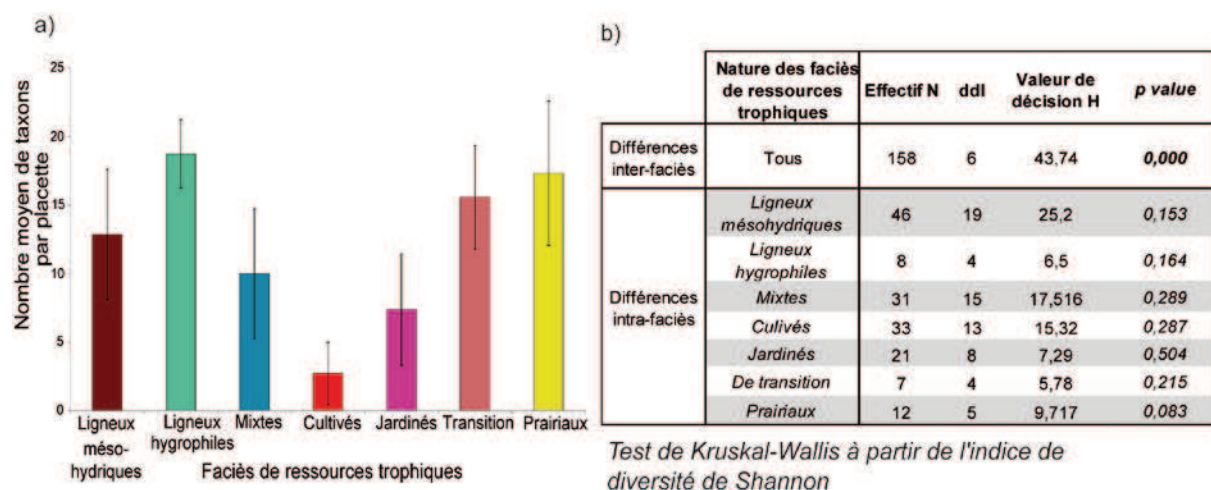 a)
Nombre moyen de taxons
par placette
25
20
15
10
5
0
Ligneux
méso-
hydriques
Ligneux
hygrophiles
Mixtes
Cultivés
Jardinés
Transition
Prairiaux
Faciès de ressources trophiques
b)
Nature des faciès
de ressources
trophiques
Effectif N
ddl
Valeur de
décision H
p value
Différences
inter-faciès
Tous 158 6 43,74 0,000
Différences
intra-faciès
Ligneux
mésohydriques
46 19 25,2 0,153
Ligneux
hygrophiles
8 4 6,5 0,164
Mixtes 31 15 17,516 0,289
Culivés 33 13 15,32 0,287
Jardinés 21 8 7,29 0,504
De transition 7 4 5,78 0,215
Prairiaux 12 5 9,717 0,083
Test de Kruskal-Wallis à partir de l'indice de
diversité de Shannon